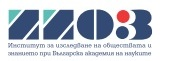 ИИОЗ
Институт за изследване на обществата и
знанието при Българска академия на науките